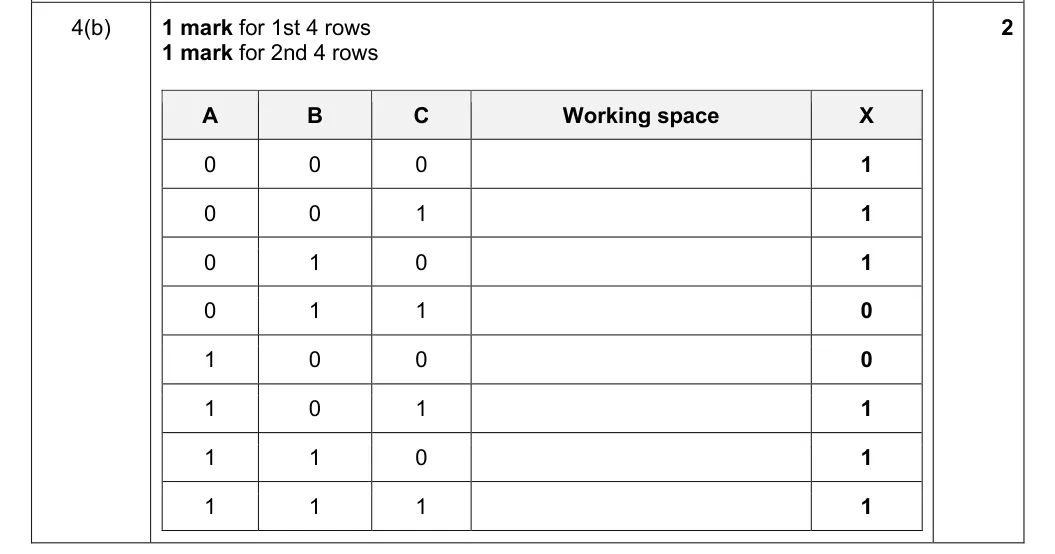 4(b) 1 mark for 1st 4 rows 2
1 mark for 2nd 4 rows
A B C Working space X
0 0 0 1
0 0 1 1
0 1 0 1
0 1 1 0
1 0 0 0
1 0 1 1
1 1 0 1
1 1 1 1